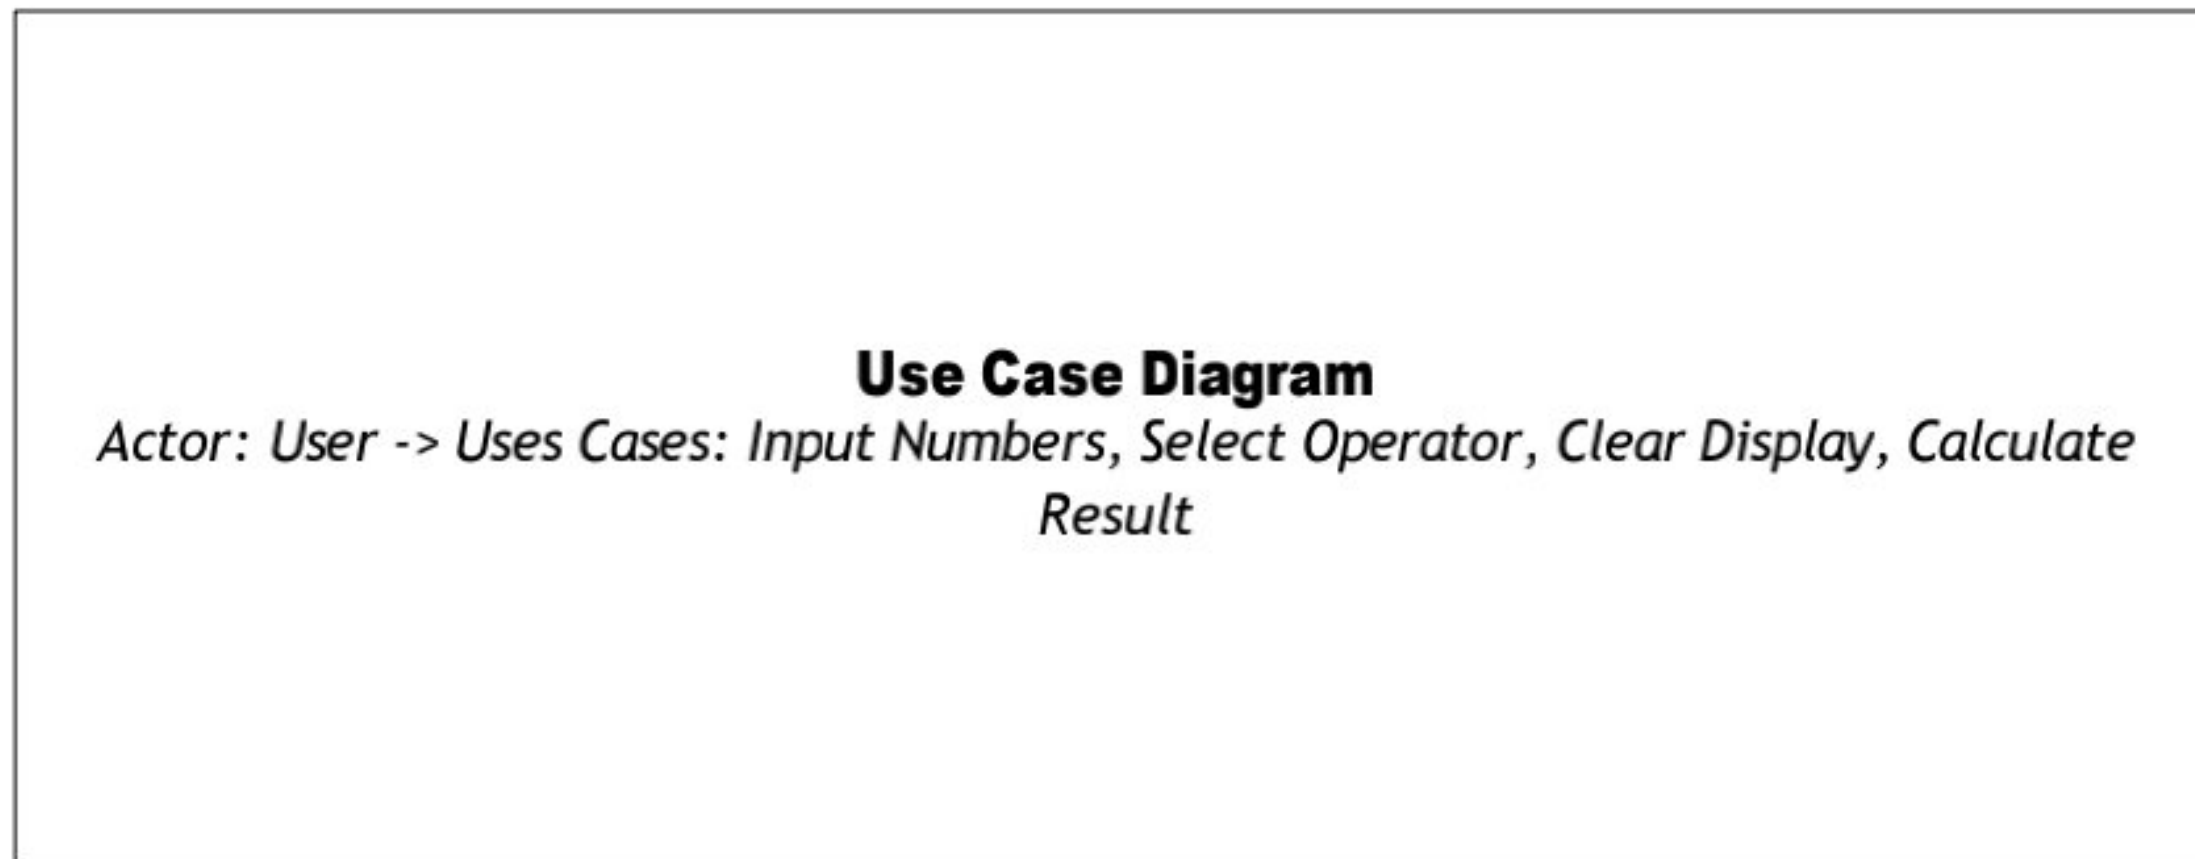 Use Case Diagram
Actor: User -> Uses Cases: Input Numbers, Select Operator, Clear Display, Calculate
Result